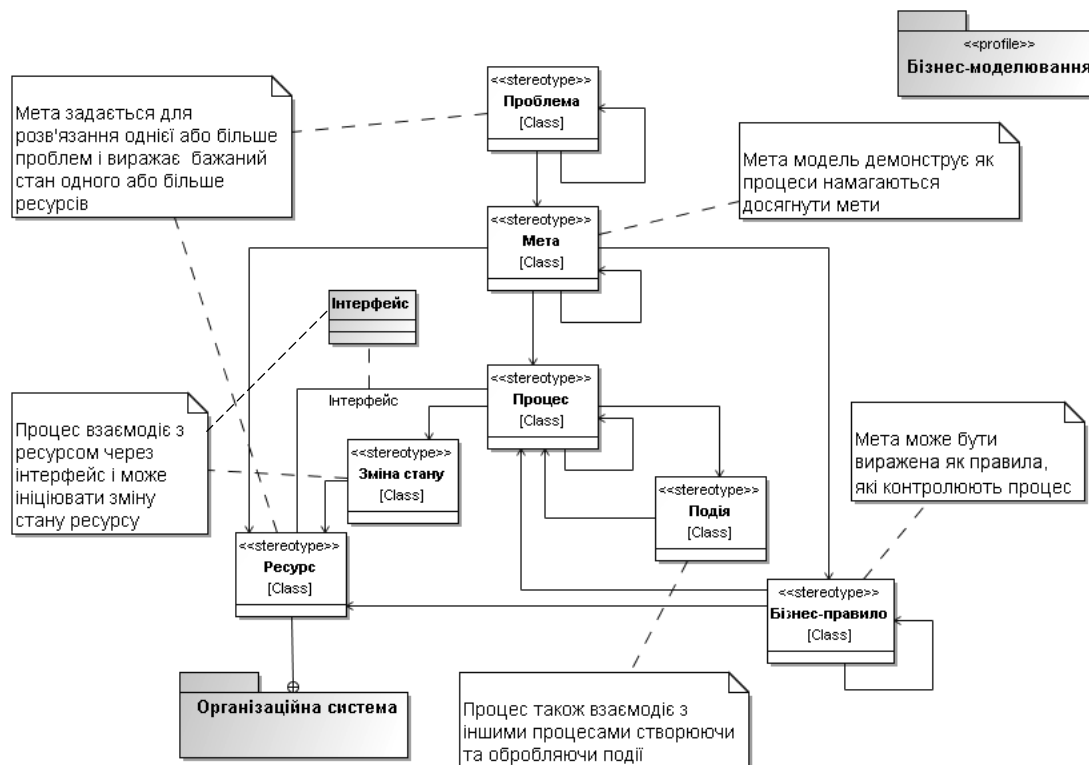 <<profile>>
Бізнес-моделювання
<<stereotype>>
Проблема
[Class]
Мета задається для
розв'язання однієї або більше
проблем і виражає бажаний
стан одного або більше
ресурсів
Мета модель демонструє як
процеси намагаються
досягнути мети
<<stereotype>>
Мета
[Class]
Інтерфейс
<<stereotype>>
Процес
[Class]
Інтерфейс
Процес взаємодіє з
ресурсом через
інтерфейс і може
ініціювати зміну
стану ресурсу
<<stereotype>>
Зміна стану
[Class]
Мета може бути
виражена як правила,
які контролюють процес
<<stereotype>>
Подія
[Class]
<<stereotype>>
Ресурс
[Class]
<<stereotype>>
Бізнес-правило
[Class]
Організаційна система
Процес також взаємодіє з
іншими процесами створюючи
та обробляючи події